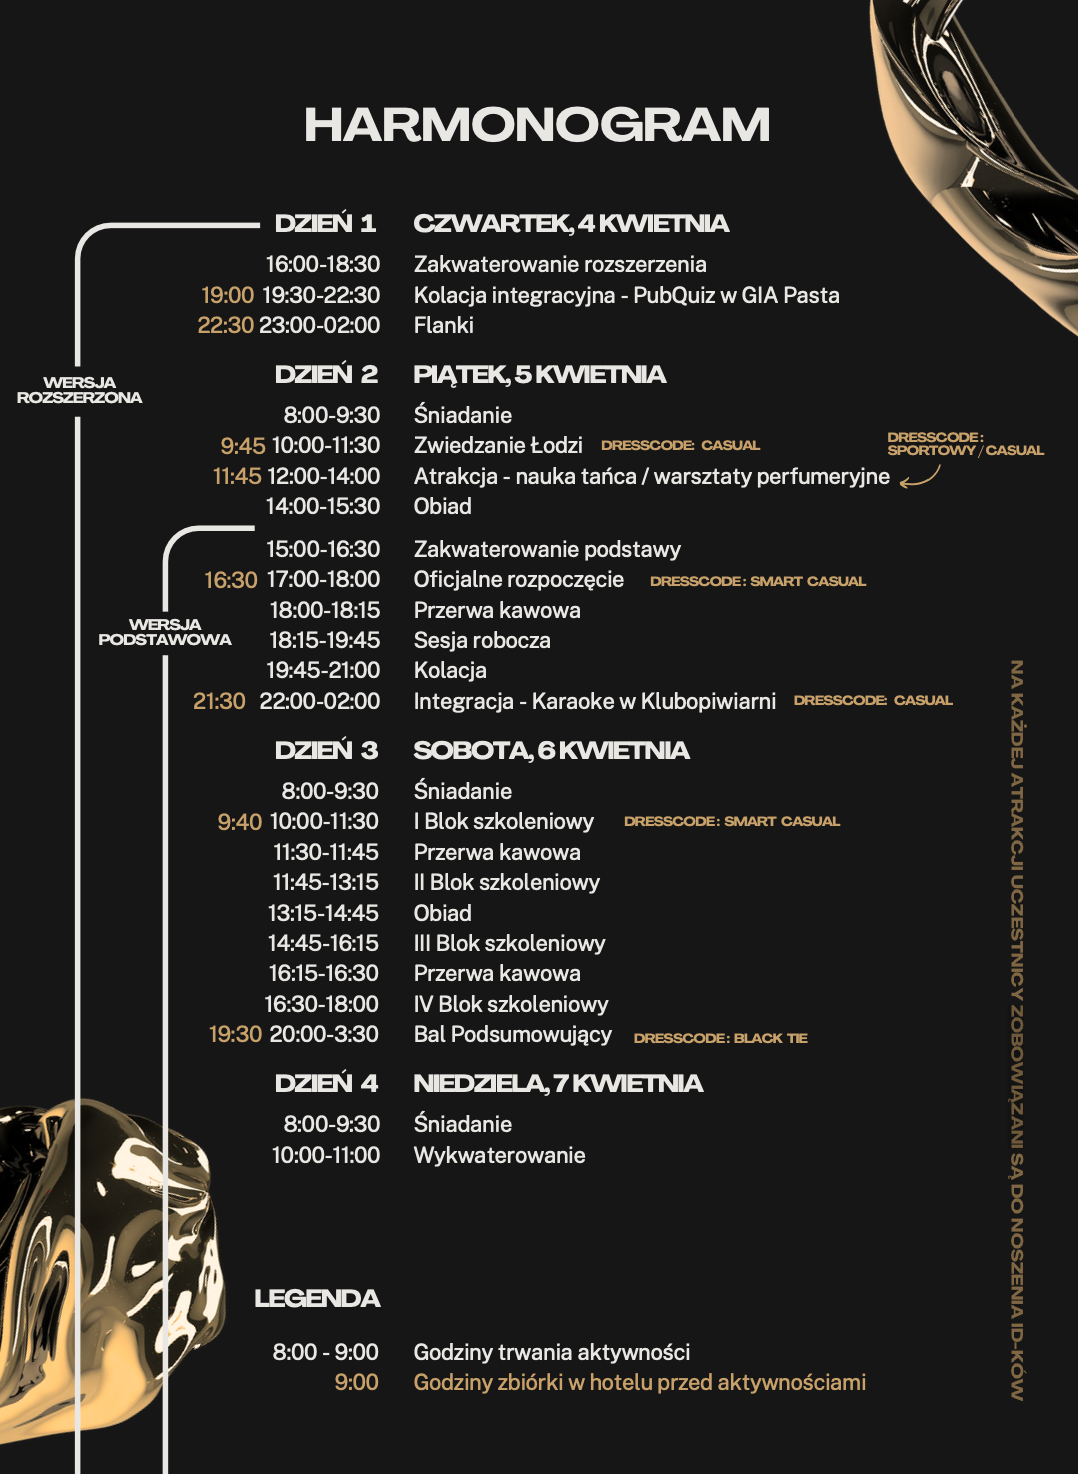 HARMONOGRAM
DZIEŃ 1 CZWARTEK, 4 KWIETNIA
16:00-18:30 Zakwaterowanie rozszerzenia
19:00 19:30-22:30 Kolacja integracyjna - PubQuiz w GIA Pasta
22:30 23:00-02:00 Flanki
WERSJA
ROZSZERZONA
DZIEŃ 2 PIĄTEK, 5 KWIETNIA
8:00-9:30 Śniadanie
9:45 10:00-11:30 Zwiedzanie Łodzi DRESSCODE: CASUAL
DRESSCODE:
SPORTOWY / CASUAL
11:45 12:00-14:00 Atrakcja - nauka tańca / warsztaty perfumeryjne
14:00-15:30 Obiad
15:00-16:30 Zakwaterowanie podstawy
16:30 17:00-18:00 Oficjalne rozpoczęcie DRESSCODE: SMART CASUAL
18:00-18:15 Przerwa kawowa
WERSJA
PODSTAWOWA
18:15-19:45 Sesja robocza
19:45-21:00 Kolacja
21:30 22:00-02:00 Integracja - Karaoke w Klubopiwiarni DRESSCODE: CASUAL
DZIEŃ 3 SOBOTA, 6 KWIETNIA
8:00-9:30 Śniadanie
9:40 10:00-11:30 I Blok szkoleniowy DRESSCODE: SMART CASUAL
11:30-11:45 Przerwa kawowa
11:45-13:15 II Blok szkoleniowy
13:15-14:45 Obiad
14:45-16:15 III Blok szkoleniowy
16:15-16:30 Przerwa kawowa
16:30-18:00 IV Blok szkoleniowy
19:30 20:00-3:30 Bal Podsumowujący DRESSCODE: BLACK TIE
DZIEŃ 4 NIEDZIELA, 7 KWIETNIA
8:00-9:30 Śniadanie
10:00-11:00 Wykwaterowanie
NA KAŻDEJ ATRAKCJI UCZESTNICY ZOBOWIĄZANI SĄ DO NOSZENIA ID-KÓW
LEGENDA
8:00 - 9:00 Godziny trwania aktywności
9:00 Godziny zbiórki w hotelu przed aktywnościami